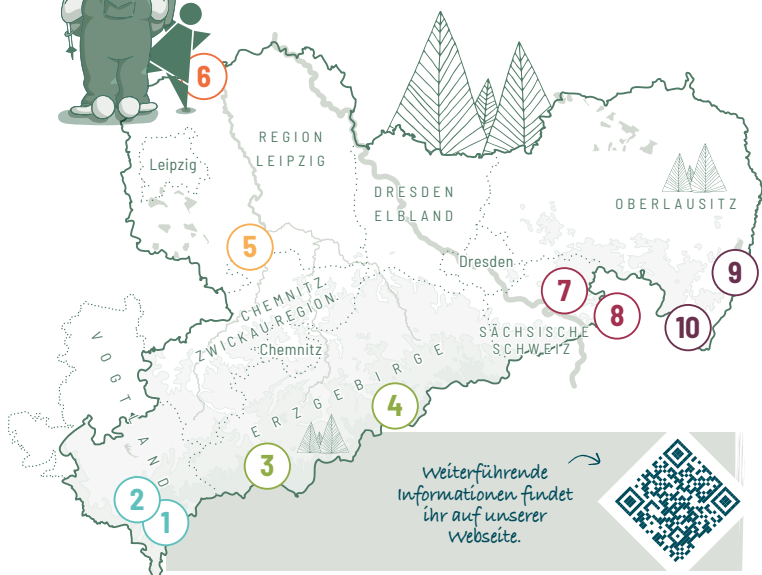 6
REGION
LEIPZIG
Leipzig
DRESDEN
ELBLAND
OBERLAUSITZ
5
Dresden
9
7
8
10
CHEMNITZ
ZWICKAU-REGION
Chemnitz
SÄCHSISCHE
SCHWEIZ
VOGTLAND
ERZGEBIRGE
4
3
2
1
Weiterführende
Informationen findet
ihr auf unserer
Webseite.